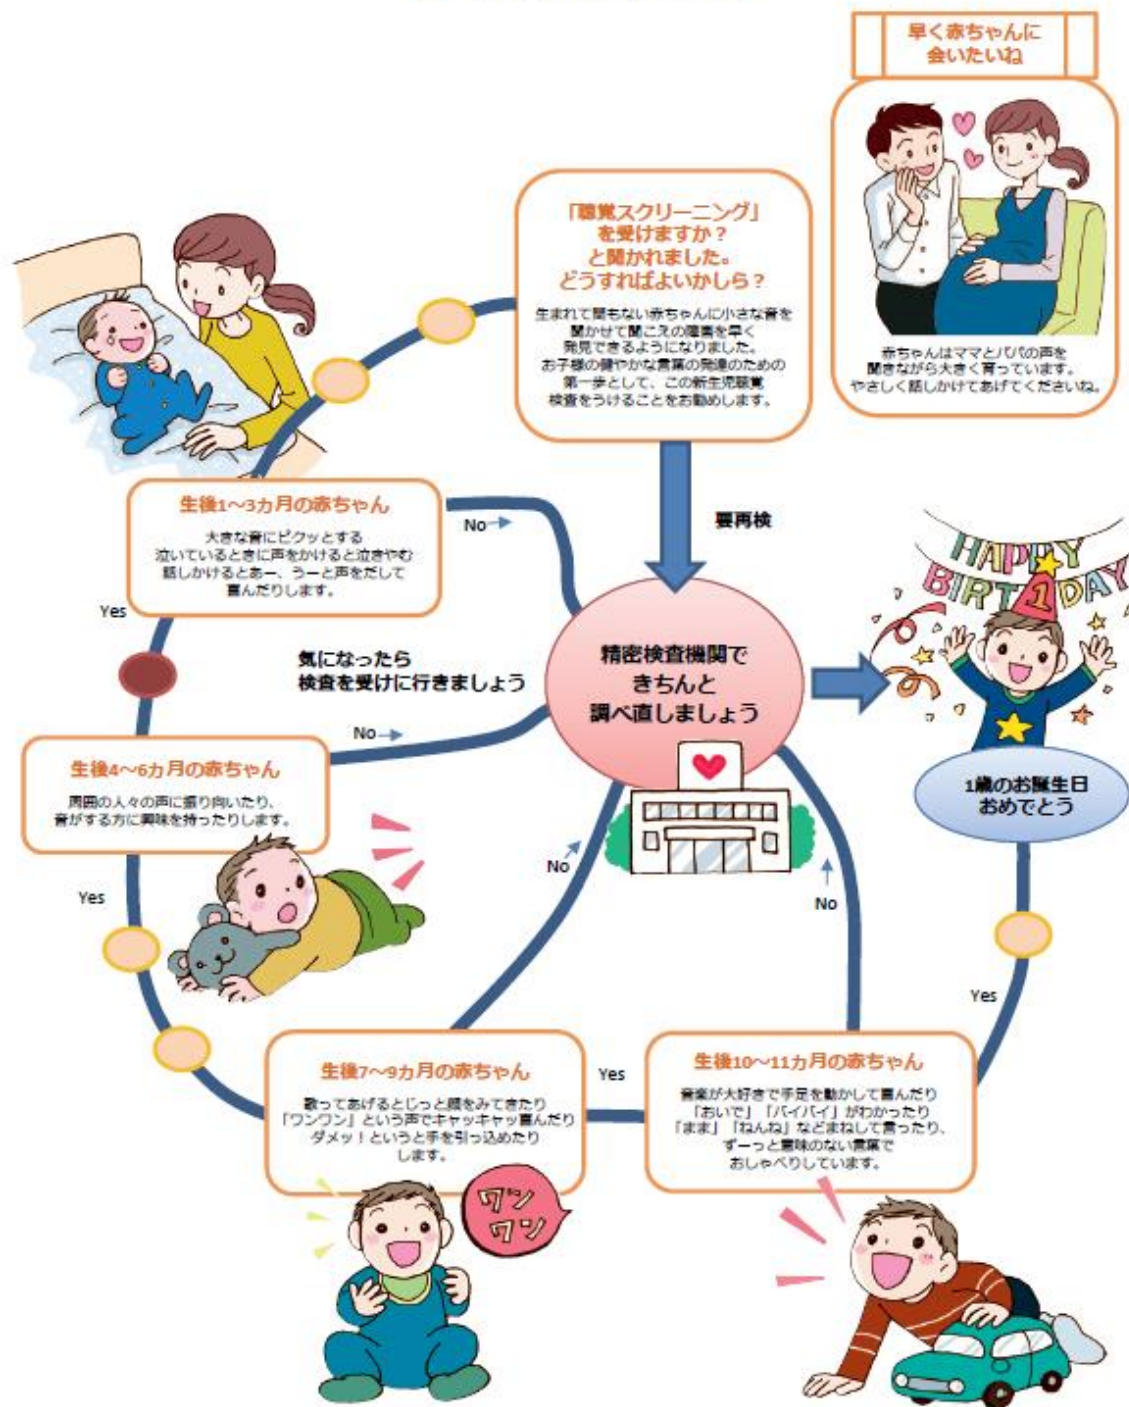 早く赤ちゃんに
会いたいね
赤ちゃんはママとパパの声を
聞きながら大きく育っています。
やさしく話しかけてあげてくださいね。
「聴覚スクリーニング」
を受けますか？
と聞かれました。
どうすればよいかしら？
生まれて間もない赤ちゃんに小さな音を
聞かせて聞こえの障害を早く
発見できるようになりました。
お子様の健やかな言葉の発達のための
第一歩として、この新生児聴覚
検査をうけることをお勧めします。
要再検
生後1～3カ月の赤ちゃん
大きな音にピクッとする
泣いているときに声をかけると泣きやむ
話しかけるとあー、うーと声をだして
喜んだりします。
No
Yes
気になったら
検査を受けに行きましょう
精密検査機関で
きちんと
調べ直しましょう
HAPPY
BIRTHDAY
1
1歳のお誕生日
おめでとう
No
生後4～6カ月の赤ちゃん
周囲の人々の声に振り向いたり、
音がする方に興味を持ったりします。
Yes
No
No
Yes
生後7～9カ月の赤ちゃん
歌ってあげるとじっと顔をみてきたり
「ワンワン」という声でキャッキャッ喜んだり
ダメッ！というと手を引っ込めたり
します。
Yes
生後10～11カ月の赤ちゃん
音楽が大好きで手足を動かして喜んだり
「おいで」「バイバイ」がわかったり
「まま」「ねんね」などまねして言ったり、
ずーっと意味のない言葉で
おしゃべりしています。
ワン
ワン